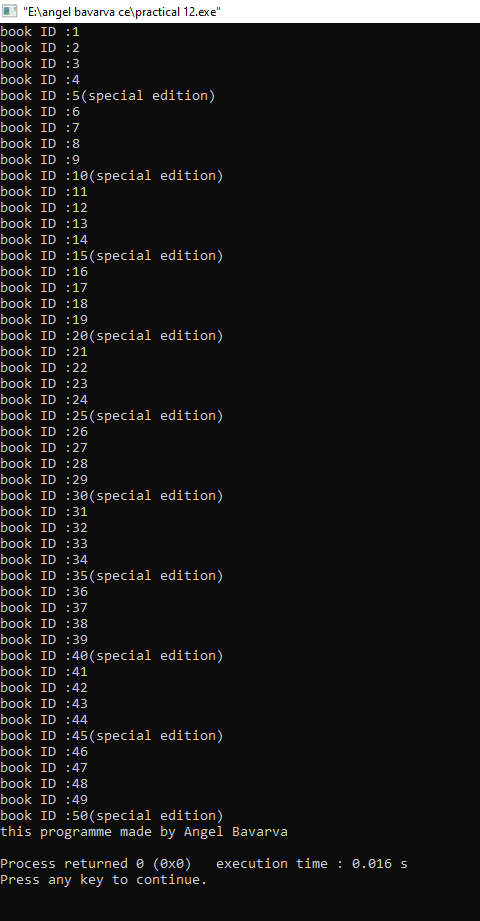 "E:\angel bavarva ce\practical 12.exe"
book ID :1
book ID :2
book ID :3
book ID :4
book ID :5(special edition)
book ID :6
book ID :7
book ID :8
book ID :9
book ID :10(special edition)
book ID :11
book ID :12
book ID :13
book ID :14
book ID :15(special edition)
book ID :16
book ID :17
book ID :18
book ID :19
book ID :20(special edition)
book ID :21
book ID :22
book ID :23
book ID :24
book ID :25(special edition)
book ID :26
book ID :27
book ID :28
book ID :29
book ID :30(special edition)
book ID :31
book ID :32
book ID :33
book ID :34
book ID :35(special edition)
book ID :36
book ID :37
book ID :38
book ID :39
book ID :40(special edition)
book ID :41
book ID :42
book ID :43
book ID :44
book ID :45(special edition)
book ID :46
book ID :47
book ID :48
book ID :49
book ID :50(special edition)
this programme made by Angel Bavarva
Process returned 0 (0x0)   execution time : 0.016 s
Press any key to continue.